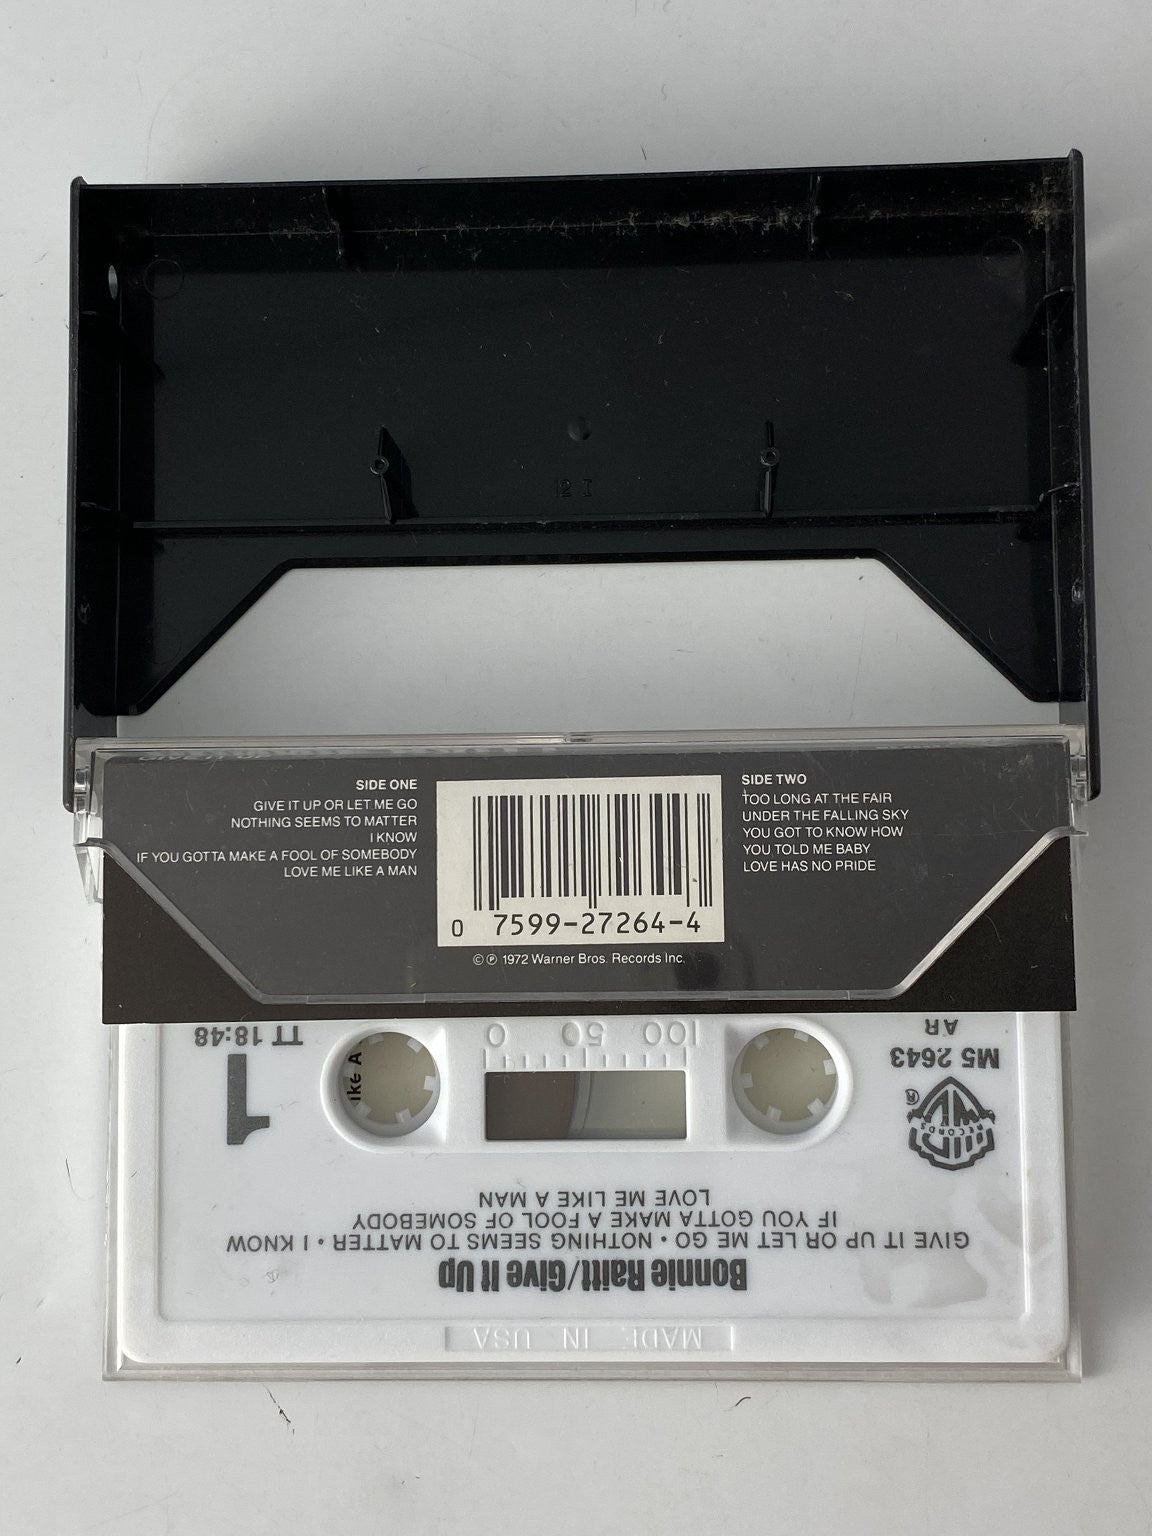 12 I
SIDE ONE
GIVE IT UP OR LET ME GO
NOTHING SEEMS TO MATTER
I KNOW
IF YOU GOTTA MAKE A FOOL OF SOMEBODY
LOVE ME LIKE A MAN
0 7599-27264-4
SIDE TWO
TOO LONG AT THE FAIR
UNDER THE FALLING SKY
YOU GOT TO KNOW HOW
YOU TOLD ME BABY
LOVE HAS NO PRIDE
© ℗ 1972 Warner Bros. Records Inc.
MADE IN USA
Bonnie Raitt/Give It Up
GIVE IT UP OR LET ME GO • NOTHING SEEMS TO MATTER • I KNOW
IF YOU GOTTA MAKE A FOOL OF SOMEBODY
LOVE ME LIKE A MAN
RECORDS
®
M5 2643
AR
100 50 0
ike A
1
TT 18:48